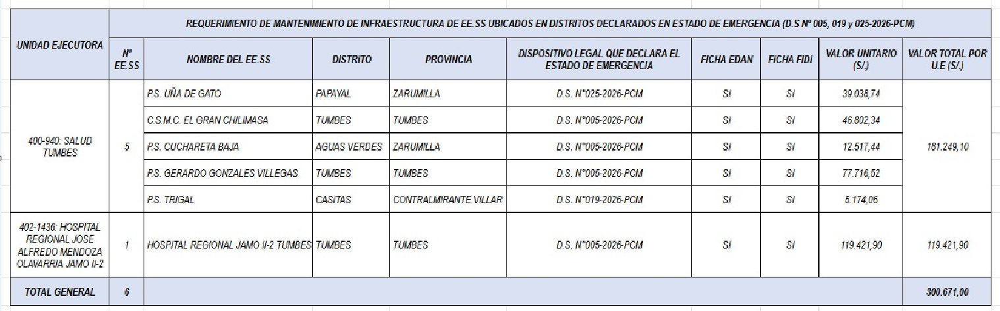 REQUERIMIENTO DE MANTENIMIENTO DE INFRAESTRUCTURA DE EE.SS UBICADOS EN DISTRITOS DECLARADOS EN ESTADO DE EMERGENCIA (D.S Nº 005, 019 y 025-2026-PCM)
UNIDAD EJECUTORA
Nº
EE.SS
NOMBRE DEL EE.SS
DISTRITO
PROVINCIA
DISPOSITIVO LEGAL QUE DECLARA EL
ESTADO DE EMERGENCIA
FICHA EDAN
FICHA FIDI
VALOR UNITARIO
(S/.)
VALOR TOTAL POR
U.E (S/.)
400-940: SALUD
TUMBES
5
P.S. UÑA DE GATO PAPAYAL ZARUMILLA D.S. N°025-2026-PCM SI SI 39.038,74
C.S.M.C. EL GRAN CHILIMASA TUMBES TUMBES D.S. N°005-2026-PCM SI SI 46.802,34
P.S. CUCHARETA BAJA AGUAS VERDES ZARUMILLA D.S. N°005-2026-PCM SI SI 12.517,44
P.S. GERARDO GONZALES VILLEGAS TUMBES TUMBES D.S. N°005-2026-PCM SI SI 77.716,52
P.S. TRIGAL CASITAS CONTRALMIRANTE VILLAR D.S. N°019-2026-PCM SI SI 5.174,06
181.249,10
402-1436: HOSPITAL
REGIONAL JOSE
ALFREDO MENDOZA
OLAVARRIA JAMO II-2
1
HOSPITAL REGIONAL JAMO II-2 TUMBES TUMBES TUMBES D.S. N°005-2026-PCM SI SI 119.421,90 119.421,90
TOTAL GENERAL 6 300.671,00